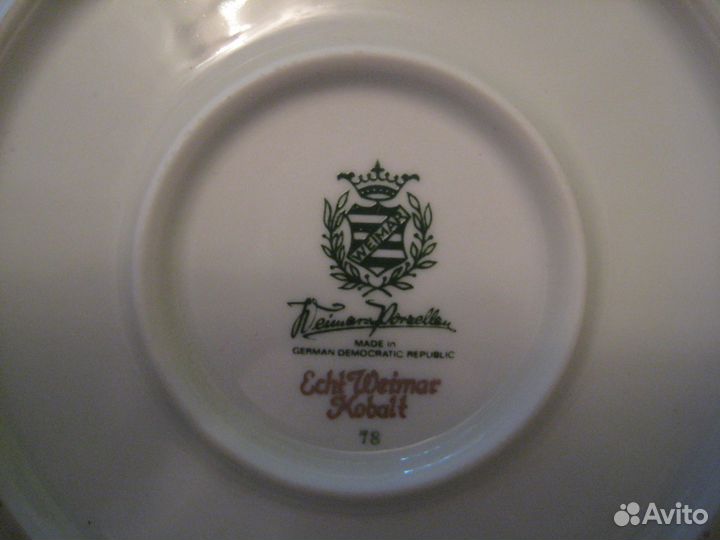 WEIMAR
Weimar Porzellan
MADE in
GERMAN DEMOCRATIC REPUBLIC
Echt Weimar
Kobalt
78
Avito